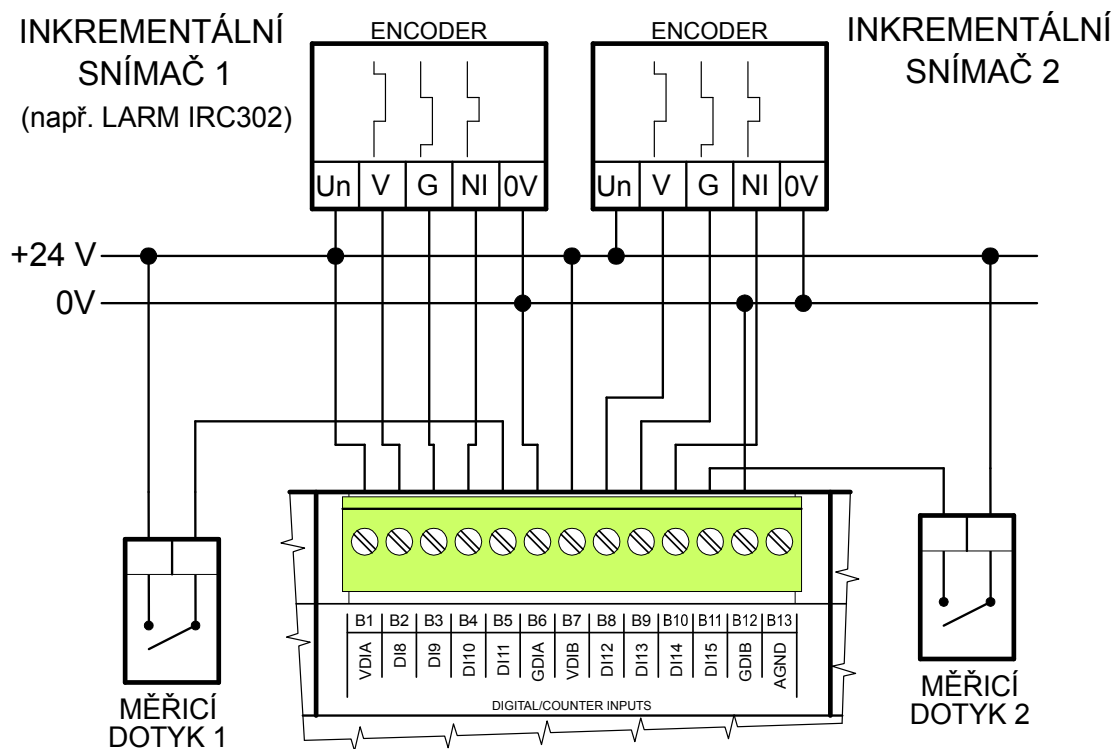 INKREMENTÁLNÍ
SNÍMAČ 1
(např. LARM IRC302)
ENCODER
Un V G NI 0V
ENCODER
Un V G NI 0V
INKREMENTÁLNÍ
SNÍMAČ 2
+24 V
0V
B1 B2 B3 B4 B5 B6 B7 B8 B9 B10 B11 B12 B13
VDIA DI8 DI9 DI10 DI11 GDIA VDIB DI12 DI13 DI14 DI15 GDIB AGND
DIGITAL/COUNTER INPUTS
MĚŘICÍ
DOTYK 1
MĚŘICÍ
DOTYK 2